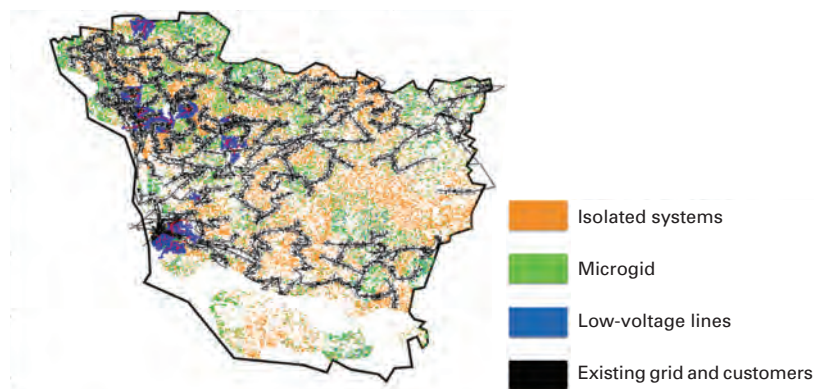 Isolated systems
Microgid
Low-voltage lines
Existing grid and customers